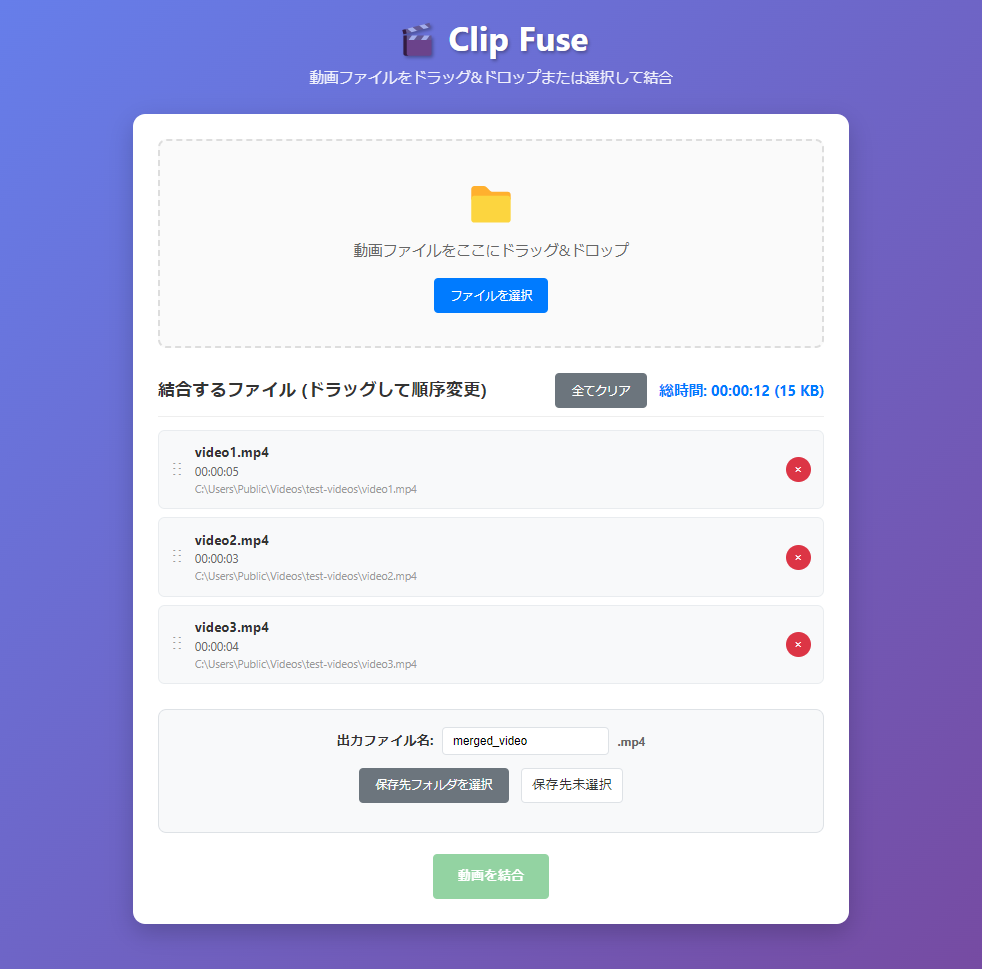 Clip Fuse
動画ファイルをドラッグ&ドロップまたは選択して結合
動画ファイルをここにドラッグ&ドロップ
ファイルを選択
結合するファイル (ドラッグして順序変更)
全てクリア
総時間: 00:00:12 (15 KB)
video1.mp4
00:00:05
C:\Users\Public\Videos\test-videos\video1.mp4
×
video2.mp4
00:00:03
C:\Users\Public\Videos\test-videos\video2.mp4
×
video3.mp4
00:00:04
C:\Users\Public\Videos\test-videos\video3.mp4
×
出力ファイル名: merged_video .mp4
保存先フォルダを選択 保存先未選択
動画を結合